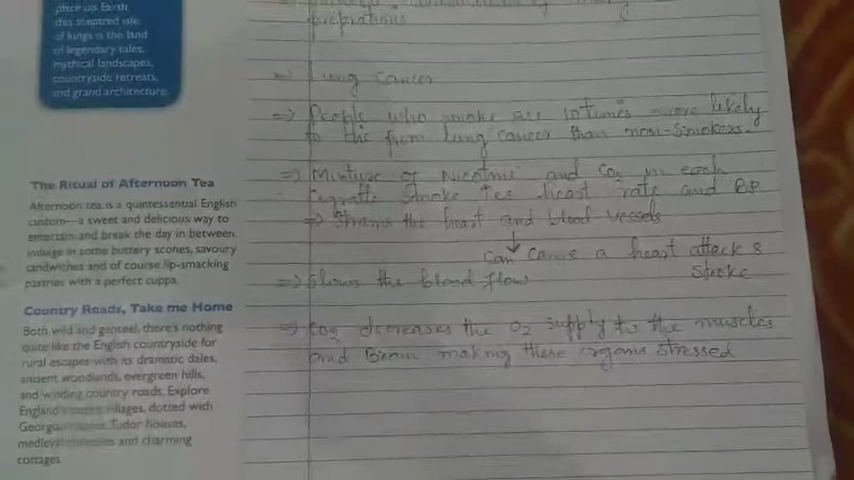 place on Earth
this sceptred isle
of kings is the land
of legendary tales,
mythical landscapes,
countryside retreats,
and grand architecture.
The Ritual of Afternoon Tea
Afternoon tea is a quintessential English
custom—a sweet and delicious way to
entertain and break the day in between.
Indulge in some buttery scones, savoury
sandwiches and of course lip-smacking
pastries with a perfect cuppa.
Country Roads, Take me Home
Both wild and genteel, there's nothing
quite like the English countryside for
rural escapes with its dramatic dales,
ancient woodlands, evergreen hills,
and winding country roads. Explore
England's villages, dotted with
Georgian Tudor houses,
medieval and charming
cottages.
preparations
⇒ Lung cancer
⇒ People who smoke are 10 times more likely
to die from lung cancer than non-smokers.
⇒ Mixture of Nicotine and CO2 in each
Cigratte smoke ↑es heart rate and BP
⇒ Strains the heart and blood vessels
↓
can cause a heart attack &
Stroke
⇒ Slows the blood flow
⇒ CO2 decreases the O2 supply to the muscles
and Brain making these organs stressed